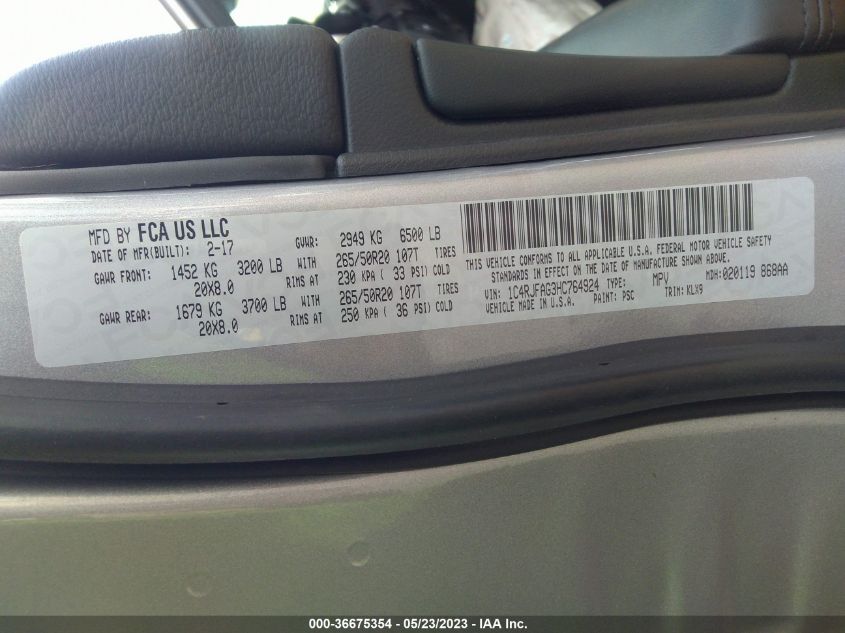 MFD BY FCA US LLC
DATE OF MFR(BUILT): 2-17 GVWR: 2949 KG 6500 LB
GAWR FRONT: 1452 KG 3200 LB WITH 265/50R20 107T TIRES
20X8.0 RIMS AT 230 KPA ( 33 PSI) COLD
GAWR REAR: 1679 KG 3700 LB WITH 265/50R20 107T TIRES
20X8.0 RIMS AT 250 KPA ( 36 PSI) COLD
THIS VEHICLE CONFORMS TO ALL APPLICABLE U.S.A. FEDERAL MOTOR VEHICLE SAFETY
STANDARDS IN EFFECT ON THE DATE OF MANUFACTURE SHOWN ABOVE.
VIN: 1C4RJFAG3HC764924 TYPE: MPV MDH: 020119 868AA
VEHICLE MADE IN U.S.A. PAINT: PSC TRIM: KLX9
000-36675354 - 05/23/2023 - IAA Inc.